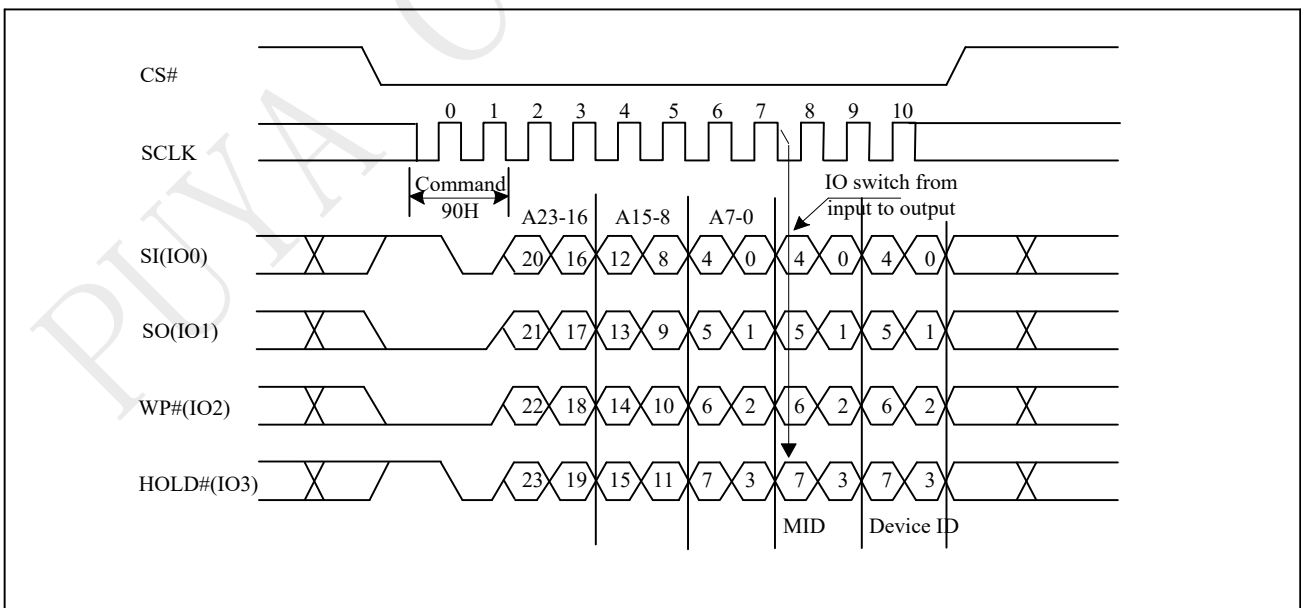 PUYA
CS#
0 1 2 3 4 5 6 7 8 9 10
SCLK
Command
90H
IO switch from
input to output
A23-16 A15-8 A7-0
SI(IO0) 20 16 12 8 4 0 4 0 4 0
SO(IO1) 21 17 13 9 5 1 5 1 5 1
WP#(IO2) 22 18 14 10 6 2 6 2 6 2
HOLD#(IO3) 23 19 15 11 7 3 7 3 7 3
MID Device ID